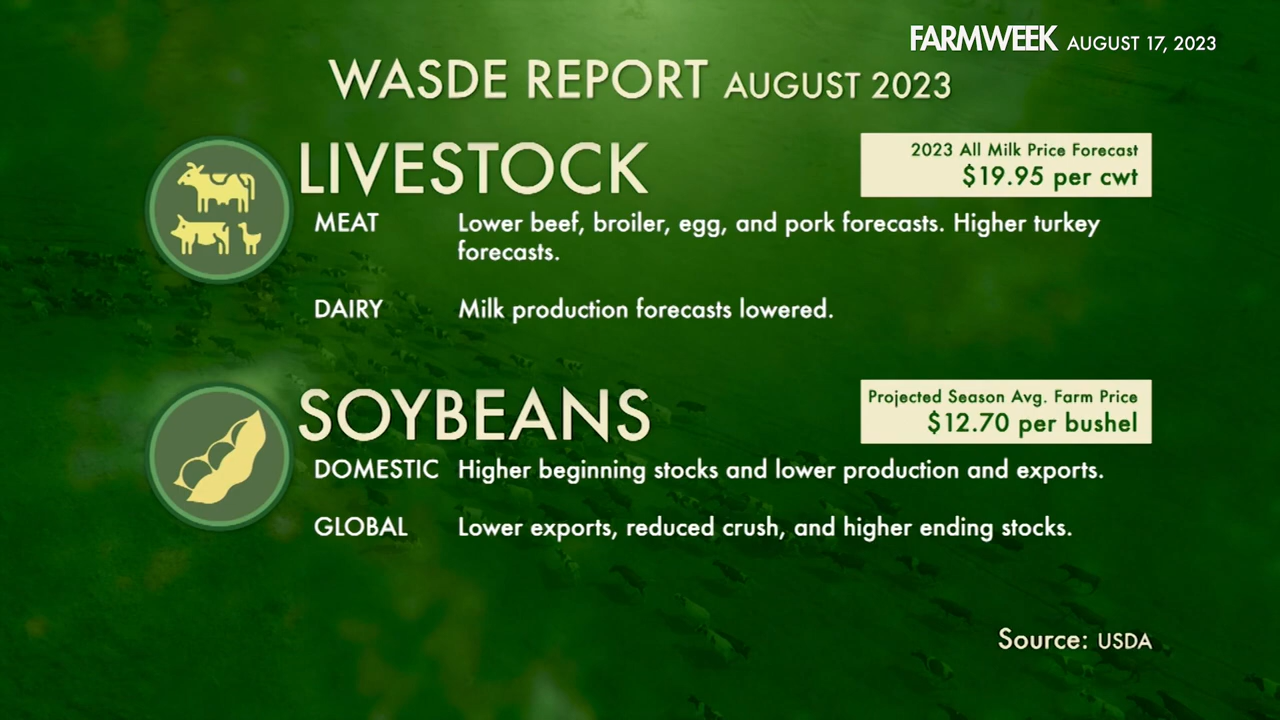 FARMWEEK AUGUST 17, 2023
WASDE REPORT AUGUST 2023
LIVESTOCK
2023 All Milk Price Forecast
$19.95 per cwt
MEAT Lower beef, broiler, egg, and pork forecasts. Higher turkey
forecasts.
DAIRY Milk production forecasts lowered.
SOYBEANS
Projected Season Avg. Farm Price
$12.70 per bushel
DOMESTIC Higher beginning stocks and lower production and exports.
GLOBAL Lower exports, reduced crush, and higher ending stocks.
Source: USDA